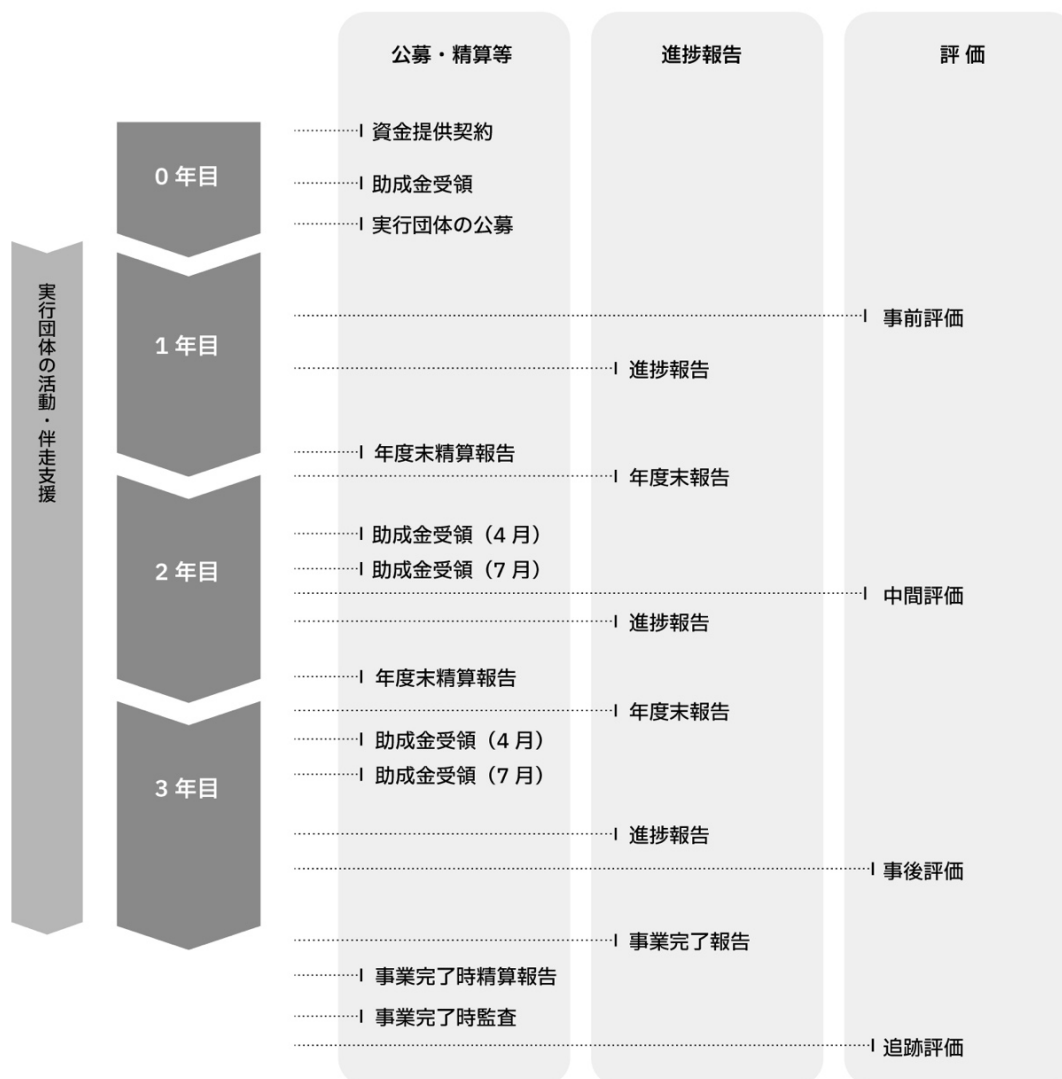 公募・精算等
進捗報告
評 価
0 年目
資金提供契約
助成金受領
実行団体の公募
実行団体の活動・伴走支援
1 年目
事前評価
進捗報告
年度末精算報告
年度末報告
2 年目
助成金受領（4 月）
助成金受領（7 月）
中間評価
進捗報告
年度末精算報告
年度末報告
3 年目
助成金受領（4 月）
助成金受領（7 月）
進捗報告
事後評価
事業完了報告
事業完了時精算報告
事業完了時監査
追跡評価